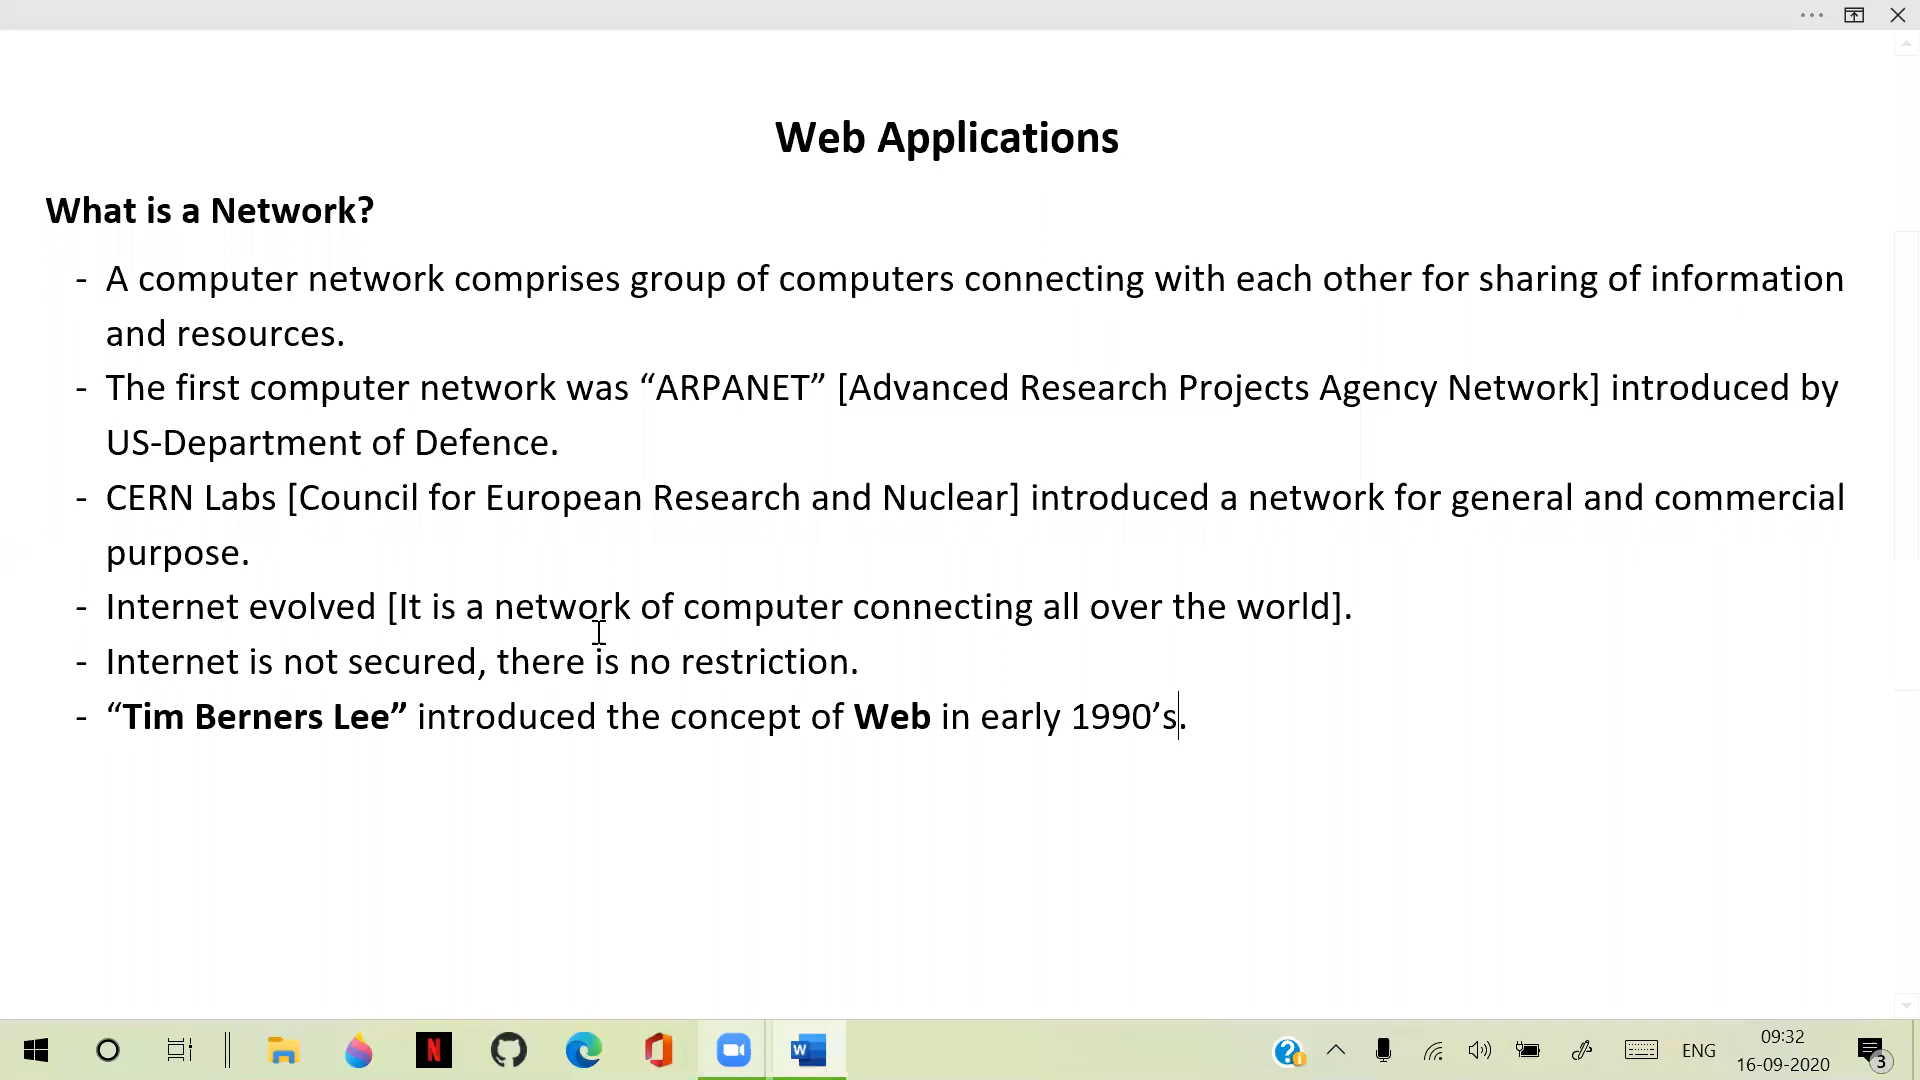 Web Applications
What is a Network?
- A computer network comprises group of computers connecting with each other for sharing of information
and resources.
- The first computer network was “ARPANET” [Advanced Research Projects Agency Network] introduced by
US-Department of Defence.
- CERN Labs [Council for European Research and Nuclear] introduced a network for general and commercial
purpose.
- Internet evolved [It is a network of computer connecting all over the world].
- Internet is not secured, there is no restriction.
- “Tim Berners Lee” introduced the concept of Web in early 1990’s.
N
W
?
ENG
09:32
16-09-2020
3